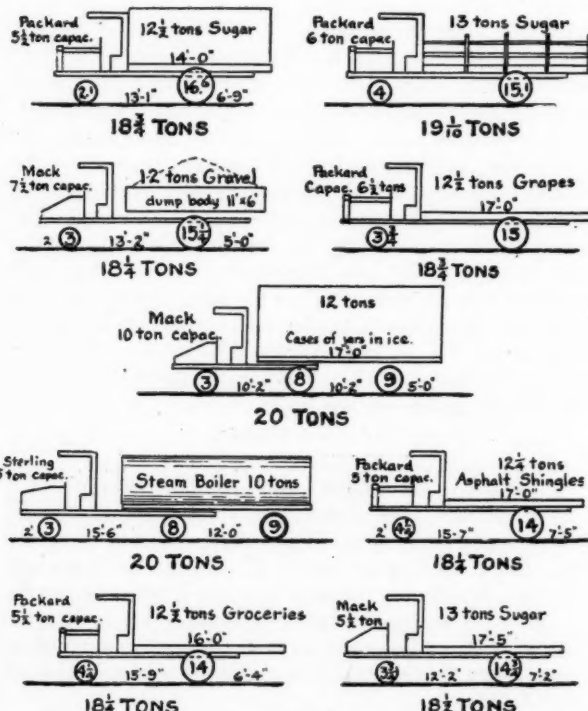 Packard
5½ ton capac.
12½ tons Sugar
14'-0"
2¼
13'-1"
16.6
6'-9"
18¾ TONS
Packard
6 ton capac.
13 tons Sugar
4
15.1
19 1/10 TONS
Mack
7½ ton capac.
12 tons Gravel
dump body 11'×6'
2
3
13'-2"
15¼
5'-0"
18¼ TONS
Packard
Capac. 6½ tons
12½ tons Grapes
17'-0"
3¾
15
18¾ TONS
Mack
10 ton capac.
12 tons
Cases of yars in ice.
17'-0"
3
10'-2"
8
10'-2"
9
5'-0"
20 TONS
Sterling
ton capac.
Steam Boiler 10 tons
2'
3
15'-6"
8
12'-0"
9
20 TONS
Packard
5 ton capac.
12¼ tons
Asphalt Shingles
17'-0"
2'
4¼
15'-7"
14
7'-5"
18¼ TONS
Packard
5½ ton capac.
12½ tons Groceries
16'-0"
4¼
15'-9"
14
6'-4"
18¼ TONS
Mack
5½ ton
13 tons Sugar
17'-5"
3¾
12'-2"
14¾
7'-2"
18½ TONS